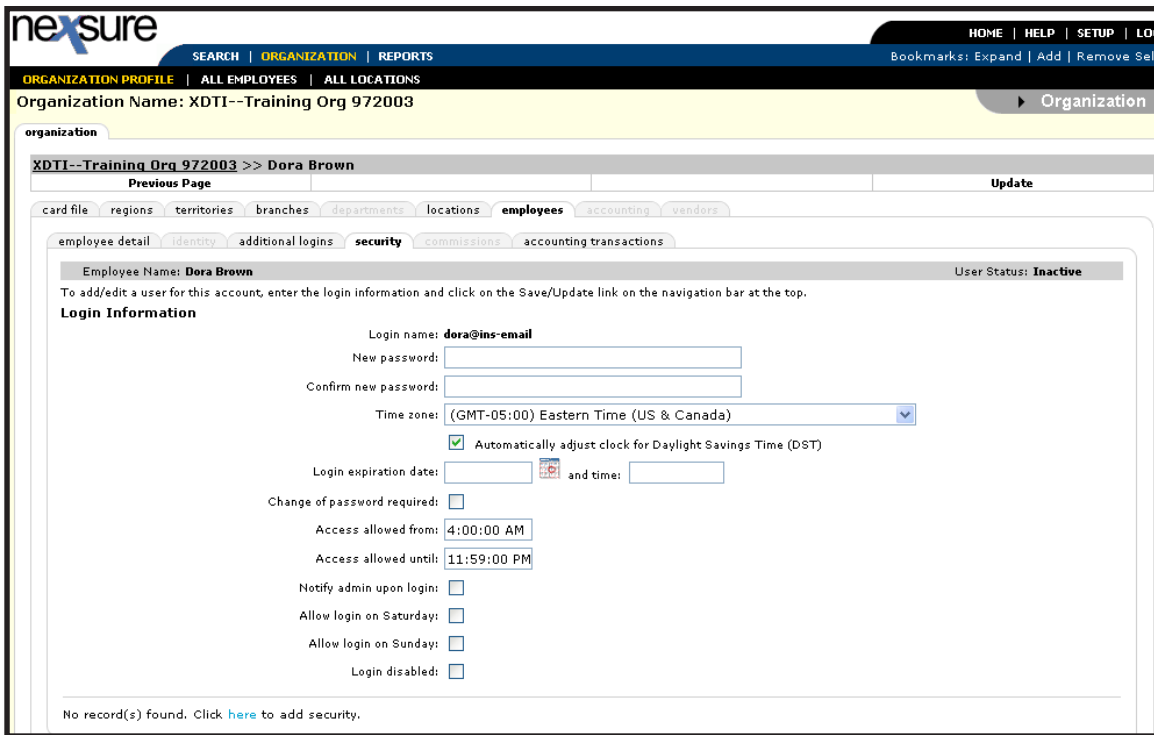 nexsure
HOME | HELP | SETUP |
SEARCH | ORGANIZATION | REPORTS
Bookmarks: Expand | Add | Remove
ORGANIZATION PROFILE | ALL EMPLOYEES | ALL LOCATIONS
Organization Name: XDTI--Training Org 972003
Organization
organization
XDTI--Training Org 972003 >> Dora Brown
Previous Page Update
card file regions territories branches departments locations employees accounting vendors
employee detail identity additional logins security commissions accounting transactions
Employee Name: Dora Brown User Status: Inactive
To add/edit a user for this account, enter the login information and click on the Save/Update link on the navigation bar at the top.
Login Information
Login name: dora@ins-email
New password:
Confirm new password:
Time zone: (GMT-05:00) Eastern Time (US & Canada)
Automatically adjust clock for Daylight Savings Time (DST)
Login expiration date: and time:
Change of password required:
Access allowed from: 4:00:00 AM
Access allowed until: 11:59:00 PM
Notify admin upon login:
Allow login on Saturday:
Allow login on Sunday:
Login disabled:
No record(s) found. Click here to add security.